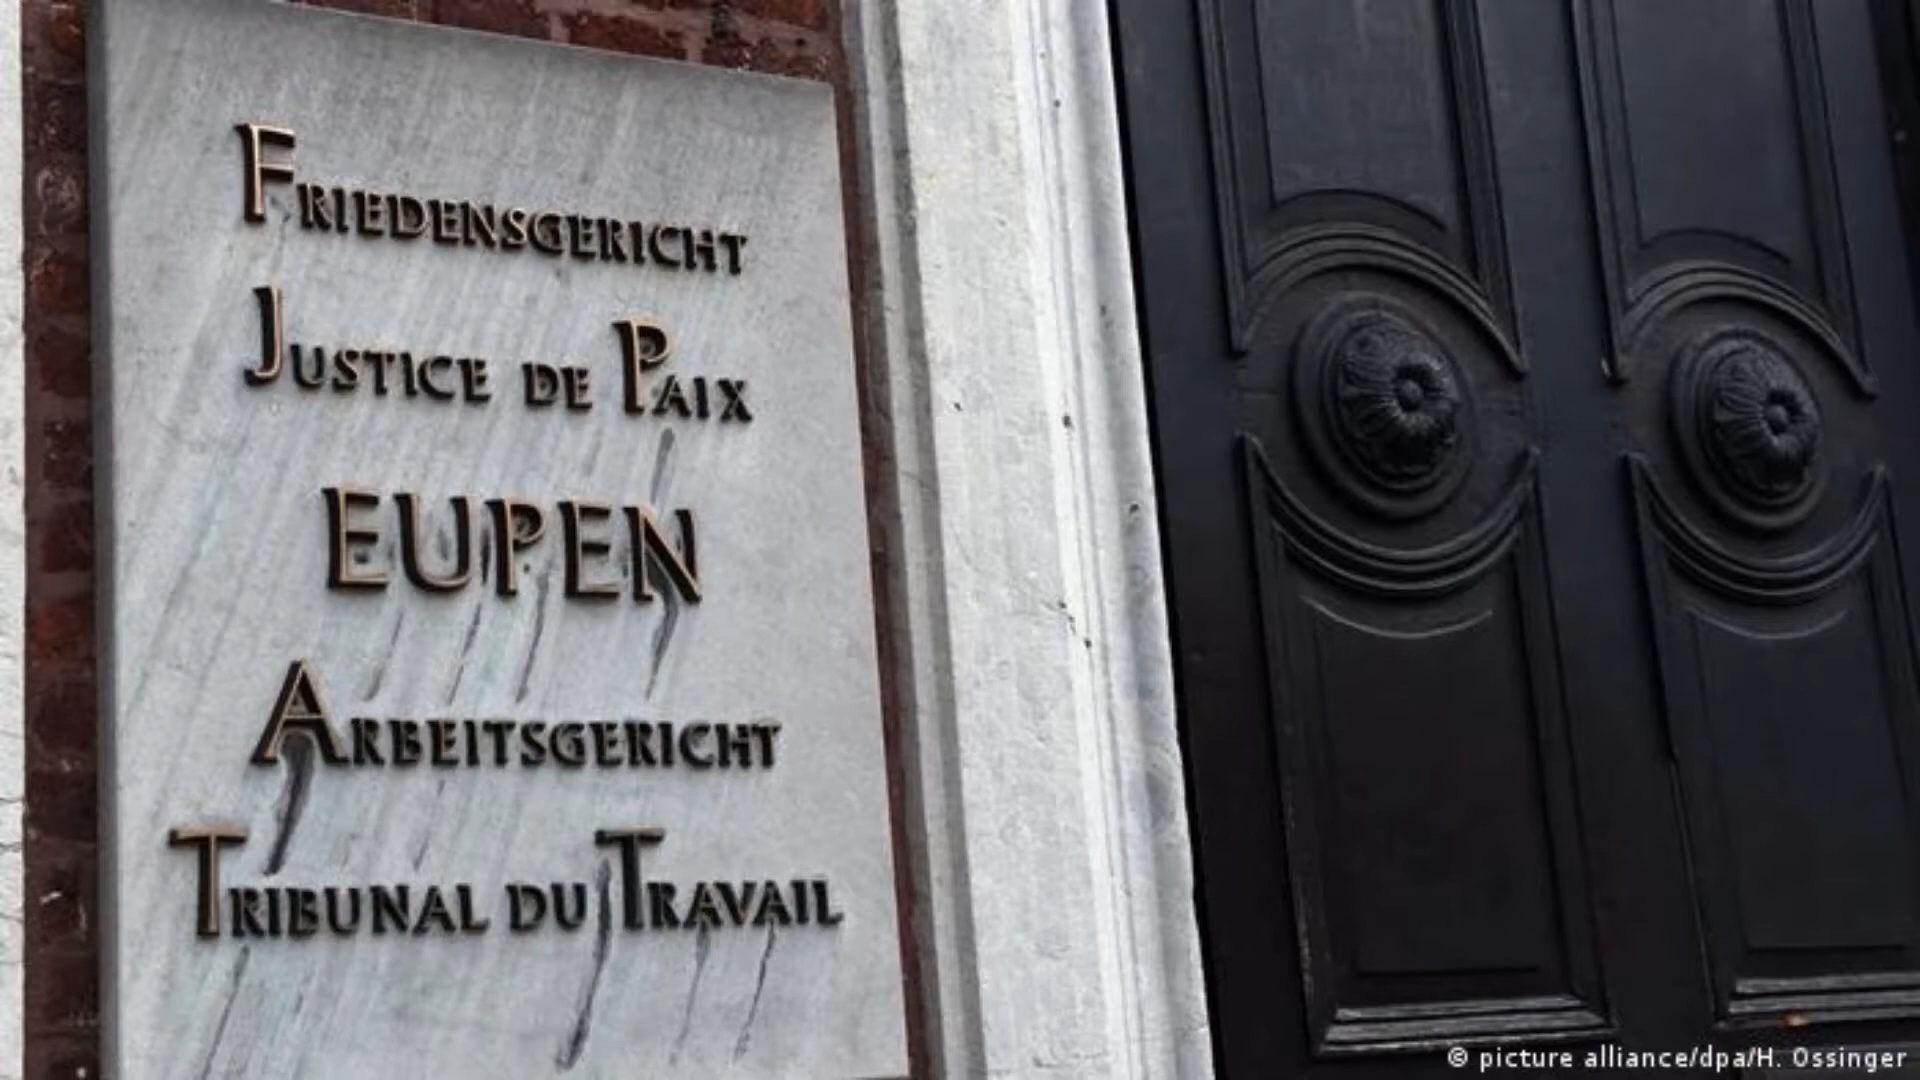 FRIEDENSGERICHT
JUSTICE DE PAIX
EUPEN
ARBEITSGERICHT
TRIBUNAL DU TRAVAIL
© picture alliance/dpa/H. Ossinger